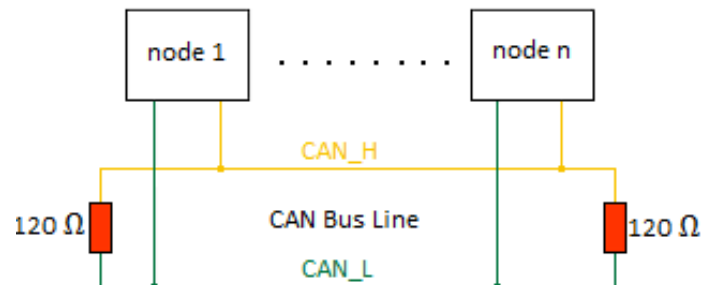 node 1
. . . . . . . . .
node n
CAN_H
120 Ω
CAN Bus Line
120 Ω
CAN_L